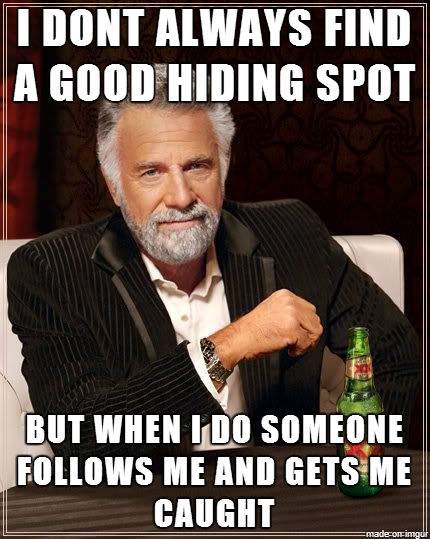 I DONT ALWAYS FIND
A GOOD HIDING SPOT
XX
BUT WHEN I DO SOMEONE
FOLLOWS ME AND GETS ME
CAUGHT
made on imgur